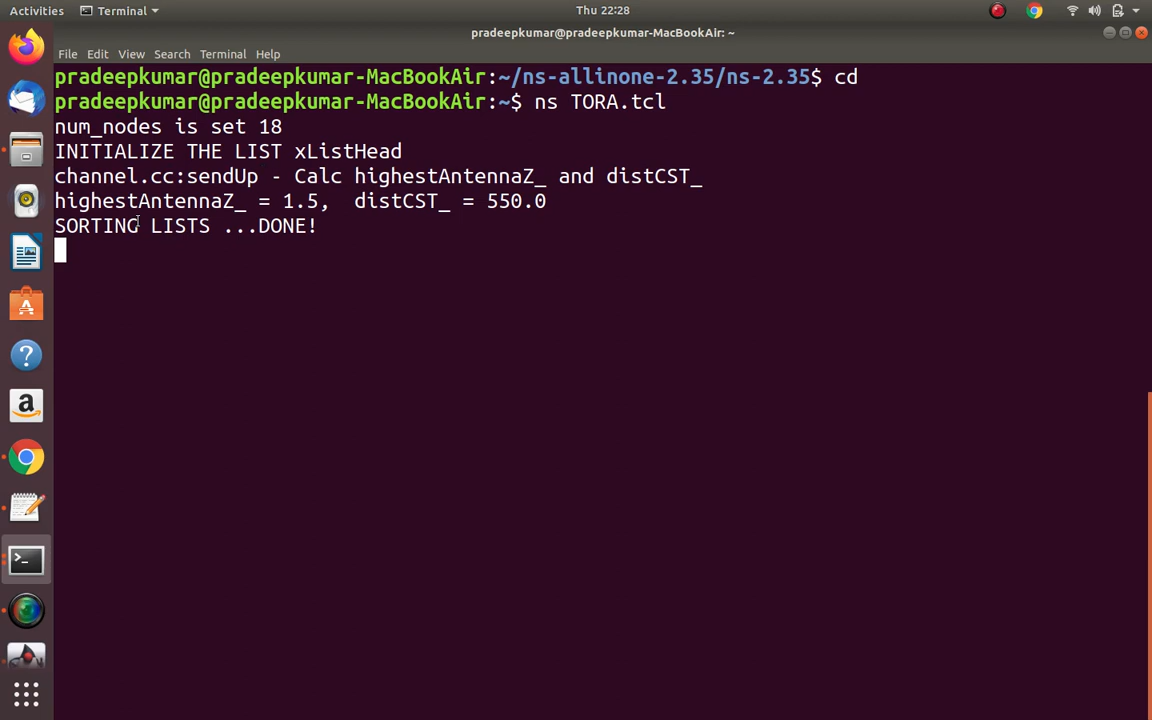 Activities Terminal Thu 22:28
pradeepkumar@pradeepkumar-MacBookAir: ~
File Edit View Search Terminal Help
pradeepkumar@pradeepkumar-MacBookAir:~/ns-allinone-2.35/ns-2.35$ cd
pradeepkumar@pradeepkumar-MacBookAir:~$ ns TORA.tcl
num_nodes is set 18
INITIALIZE THE LIST xListHead
channel.cc:sendUp - Calc highestAntennaZ_ and distCST_
highestAntennaZ_ = 1.5,  distCST_ = 550.0
SORTING LISTS ...DONE!